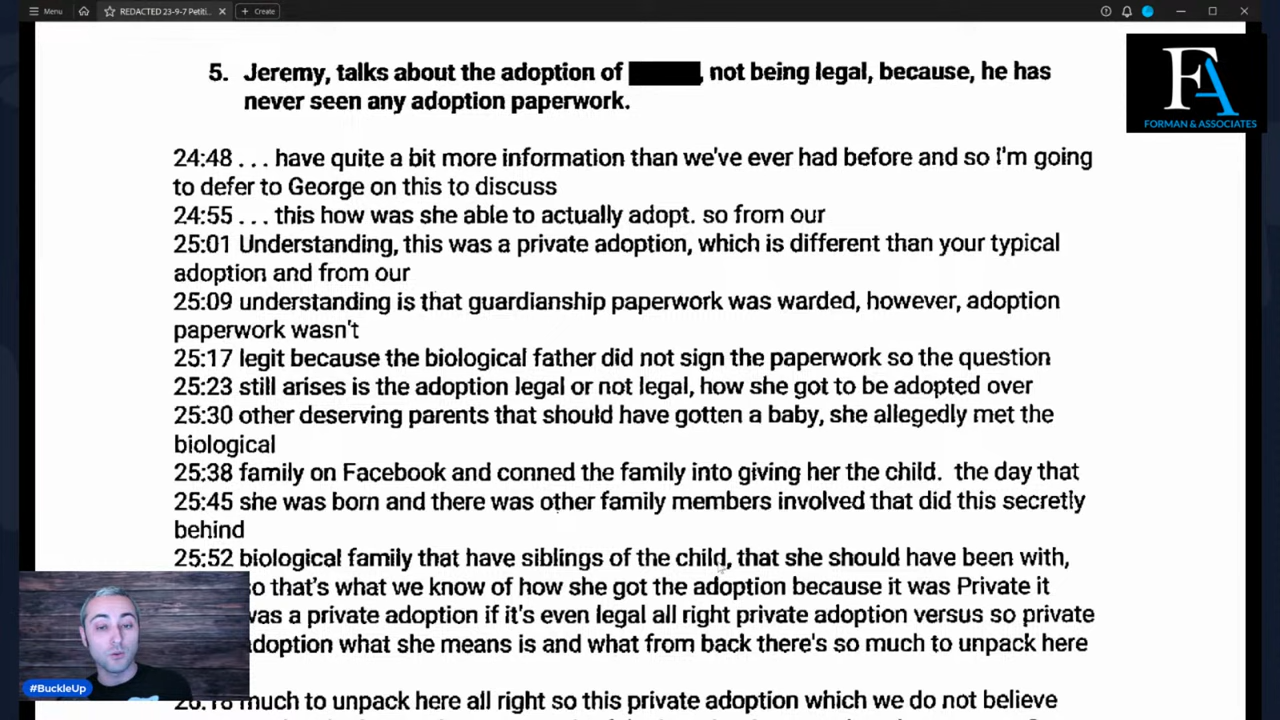 Menu
REDACTED 23-9-7 Petiti...
Create
FA
FORMAN & ASSOCIATES
5. Jeremy, talks about the adoption of , not being legal, because, he has
never seen any adoption paperwork.
24:48 . . . have quite a bit more information than we've ever had before and so I'm going
to defer to George on this to discuss
24:55 . . . this how was she able to actually adopt. so from our
25:01 Understanding, this was a private adoption, which is different than your typical
adoption and from our
25:09 understanding is that guardianship paperwork was warded, however, adoption
paperwork wasn't
25:17 legit because the biological father did not sign the paperwork so the question
25:23 still arises is the adoption legal or not legal, how she got to be adopted over
25:30 other deserving parents that should have gotten a baby, she allegedly met the
biological
25:38 family on Facebook and conned the family into giving her the child. the day that
25:45 she was born and there was other family members involved that did this secretly
behind
25:52 biological family that have siblings of the child, that she should have been with,
so that's what we know of how she got the adoption because it was Private it
was a private adoption if it's even legal all right private adoption versus so private
adoption what she means is and what from back there's so much to unpack here
much to unpack here all right so this private adoption which we do not believe
#BuckleUp